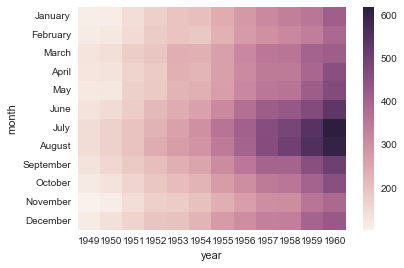 January
February
March
April
May
June
July
August
September
October
November
December
month
1949 1950 1951 1952 1953 1954 1955 1956 1957 1958 1959 1960
year
600
500
400
300
200